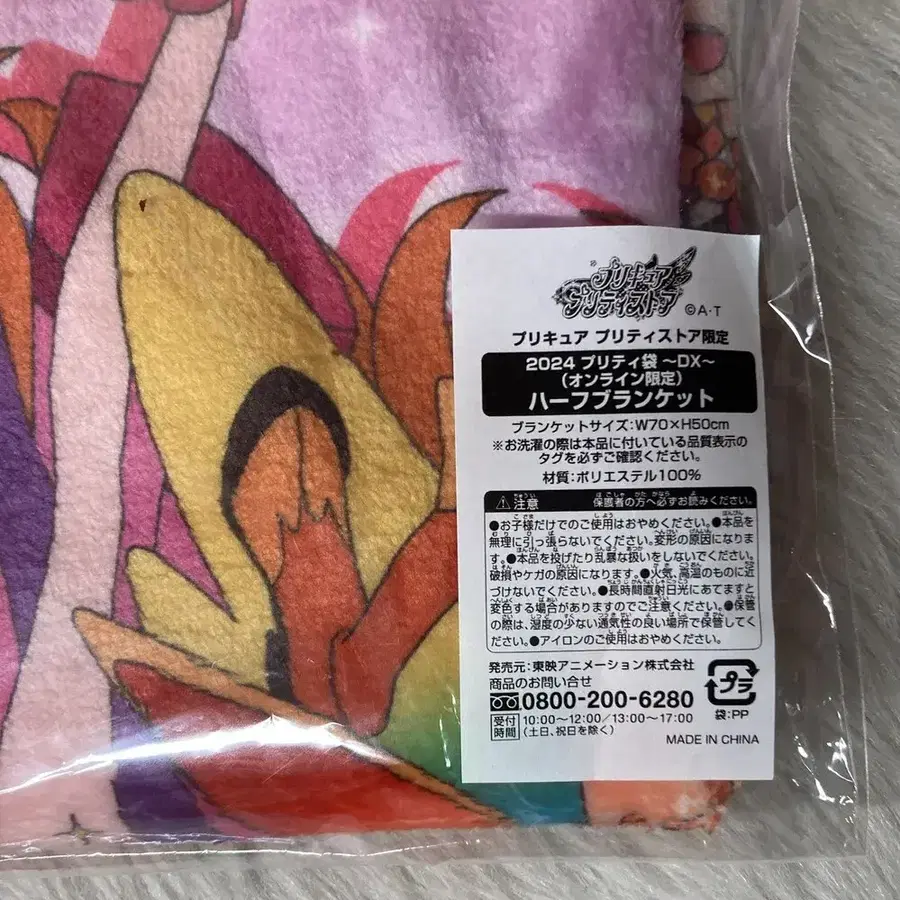 プリキュア
プリティストア
©A・T
プリキュア プリティストア限定
2024 プリティ袋 ～DX～
(オンライン限定)
ハーフブランケット
ブランケットサイズ:W70×H50cm
※お洗濯の際は本品に付いている品質表示の
タグを必ずご確認ください。
材質:ポリエステル100%
注意 保護者の方へ必ずお読みください。
●お子様だけでのご使用はおやめください。●本品を
無理に引っ張らないでください。変形の原因になりま
す。●本品を投げたり乱暴な扱いをしないでください。
破損やケガの原因になります。●火気、高温のものに近
づけないでください。●長時間直射日光にあてますと
変色する場合がありますのでご注意ください。●保管
の際は、湿度の少ない通気性の良い場所で保管してく
ださい。●アイロンのご使用はおやめください。
発売元:東映アニメーション株式会社
商品のお問い合せ
0800-200-6280
受付時間 10:00～12:00/13:00～17:00
(土日、祝日を除く)
プラ
袋:PP
MADE IN CHINA